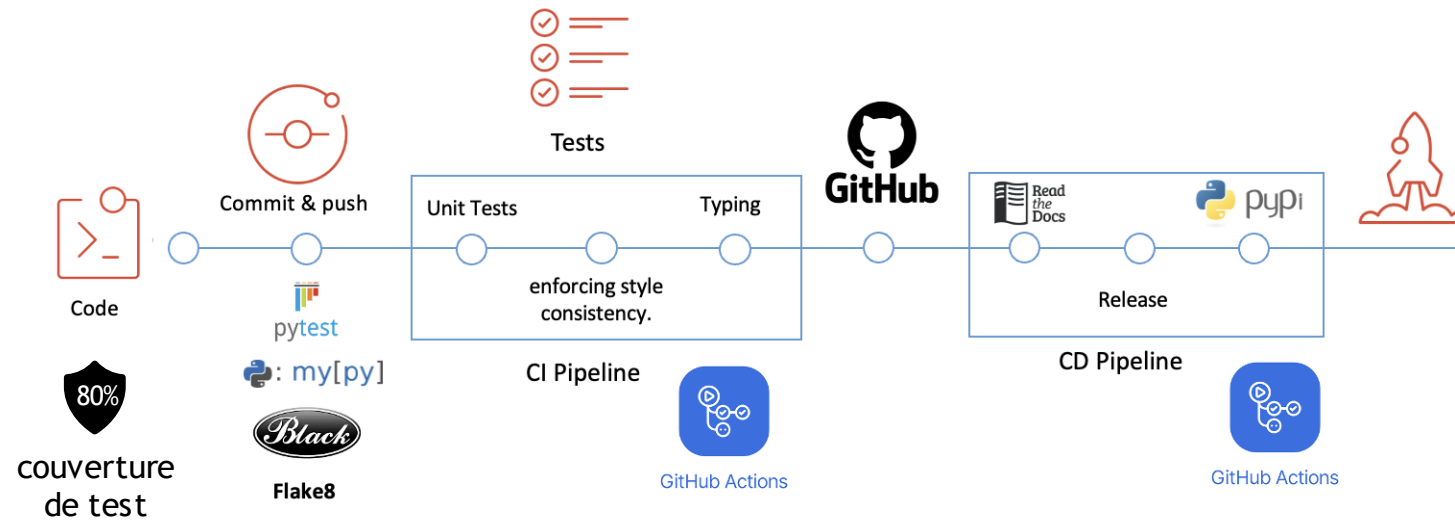 Tests
Commit & push
Unit Tests
Typing
GitHub
Read
the
Docs
pypi
Code
pytest
enforcing style
consistency.
Release
my[py]
CI Pipeline
CD Pipeline
80%
Black
couverture
de test
Flake8
GitHub Actions
GitHub Actions